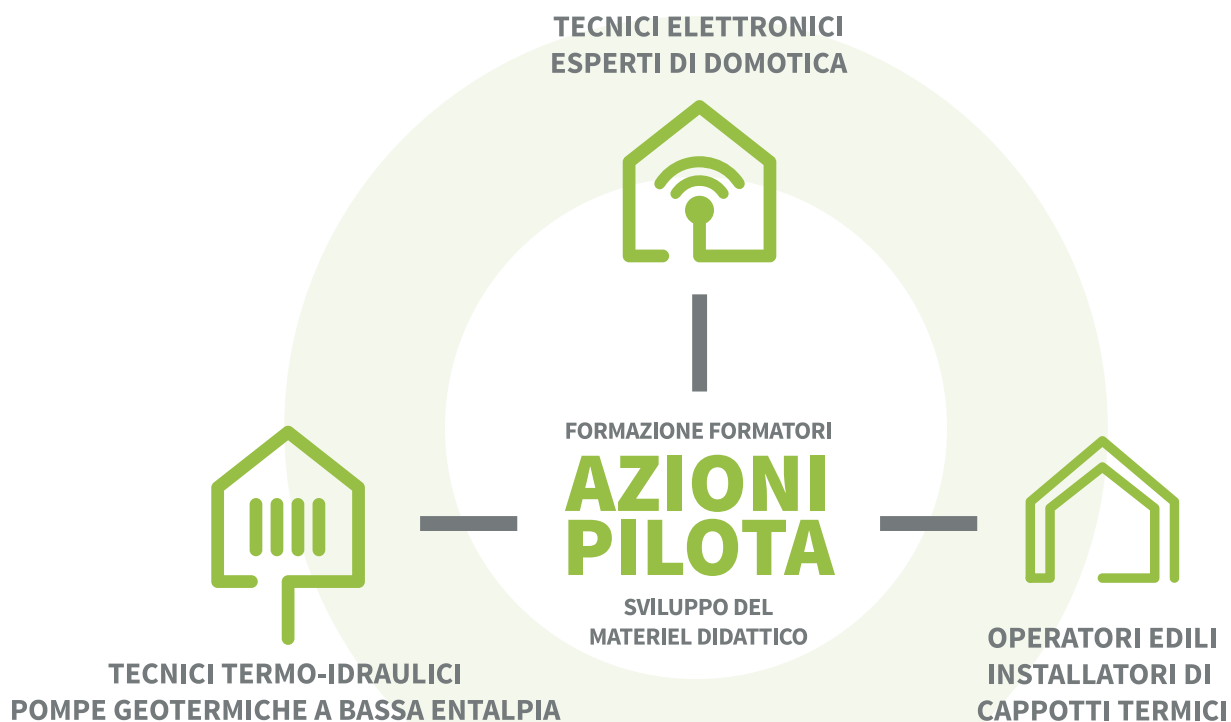 TECNICI ELETTRONICI
ESPERTI DI DOMOTICA
FORMAZIONE FORMATORI
AZIONI
PILOTA
SVILUPPO DEL
MATERIEL DIDATTICO
TECNICI TERMO-IDRAULICI
POMPE GEOTERMICHE A BASSA ENTALPIA
OPERATORI EDILI
INSTALLATORI DI
CAPPOTTI TERMICI